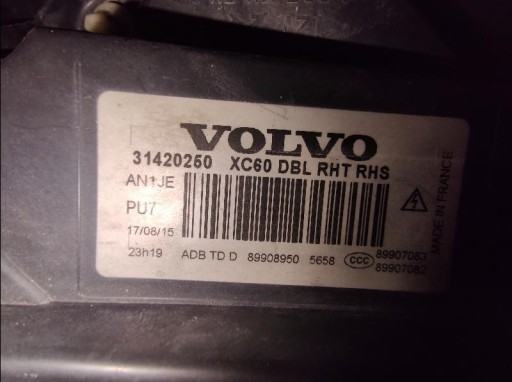 VOLVO
31420250 XC60 DBL RHT RHS
AN1JE
PU7
17/08/15
23h19 ADB TD D 89908950 5658 CCC 89907083
89907082
MADE IN FRANCE